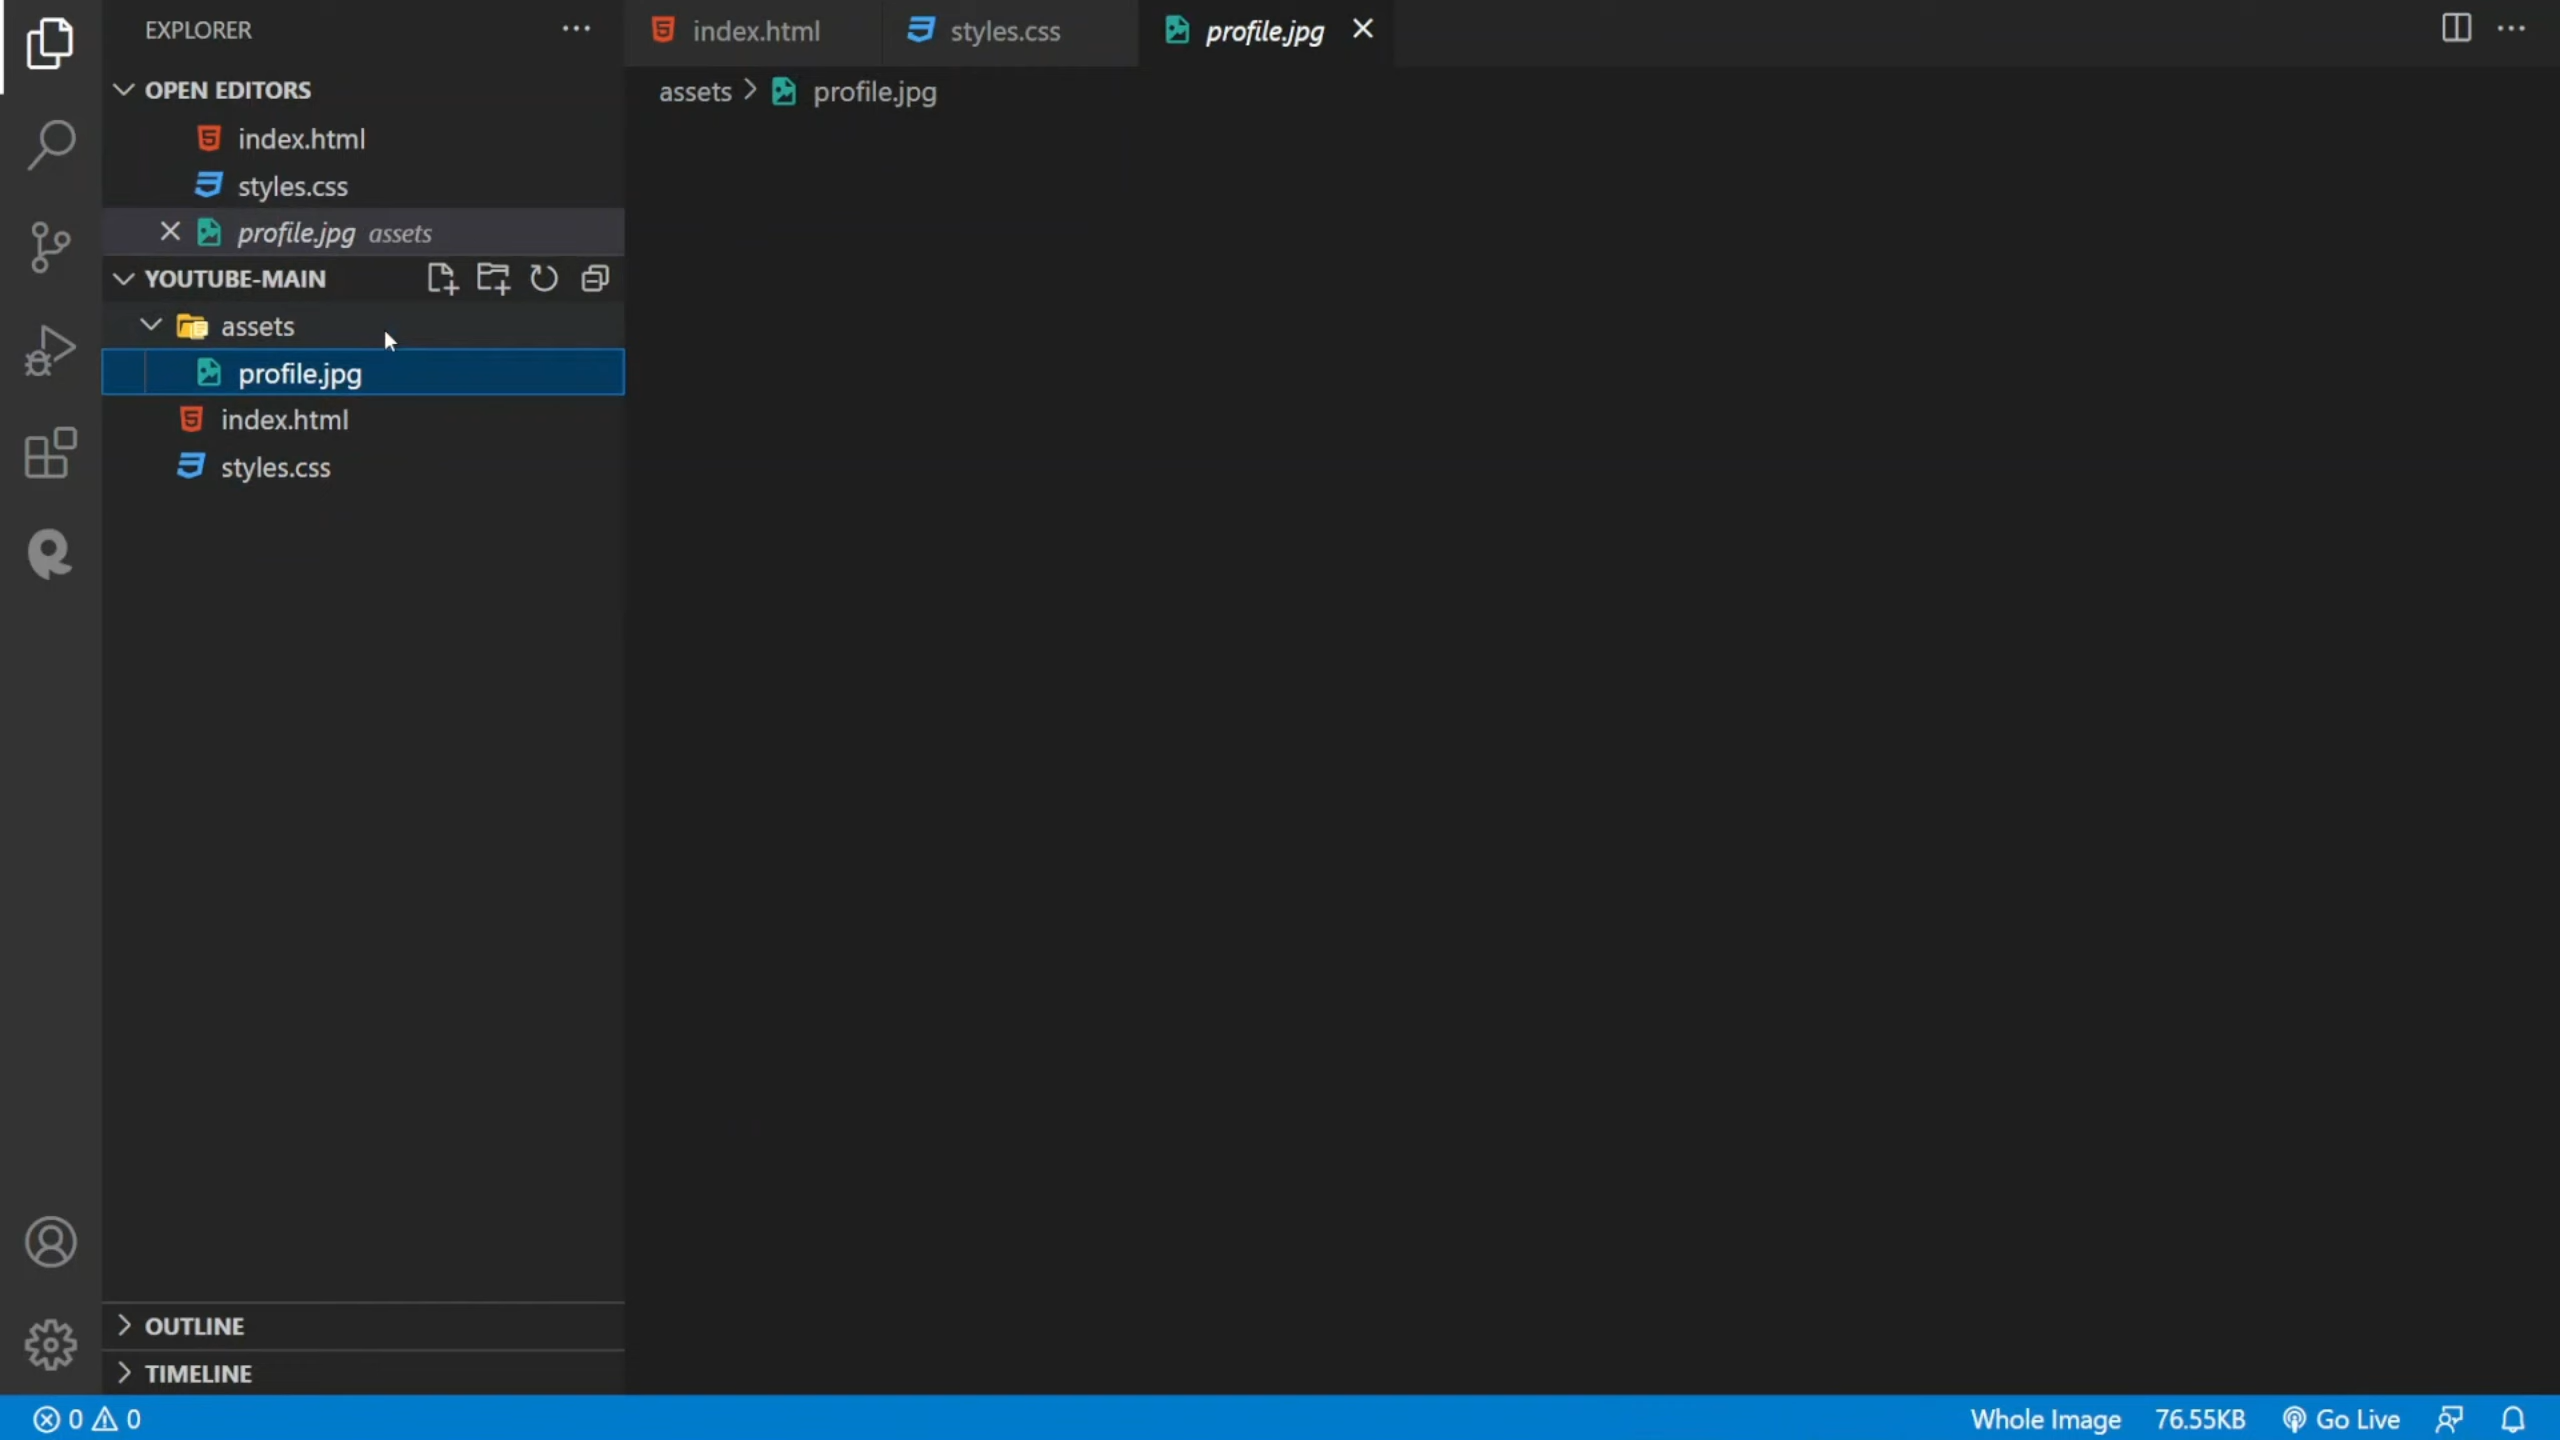 EXPLORER
OPEN EDITORS
index.html
styles.css
profile.jpg assets
YOUTUBE-MAIN
assets
profile.jpg
index.html
styles.css
OUTLINE
TIMELINE
index.html
styles.css
profile.jpg
assets > profile.jpg
0 0
Whole Image 76.55KB Go Live